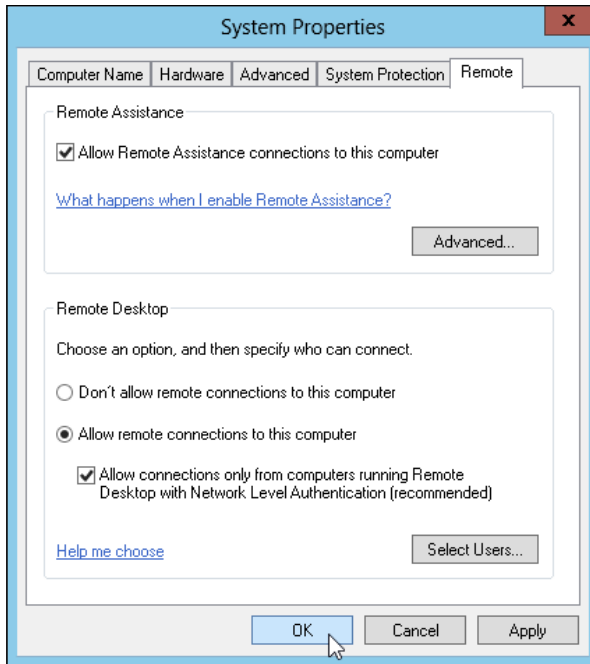 System Properties
x
Computer Name
Hardware
Advanced
System Protection
Remote
Remote Assistance
Allow Remote Assistance connections to this computer
What happens when I enable Remote Assistance?
Advanced...
Remote Desktop
Choose an option, and then specify who can connect.
Don't allow remote connections to this computer
Allow remote connections to this computer
Allow connections only from computers running Remote
Desktop with Network Level Authentication (recommended)
Help me choose
Select Users...
OK
Cancel
Apply